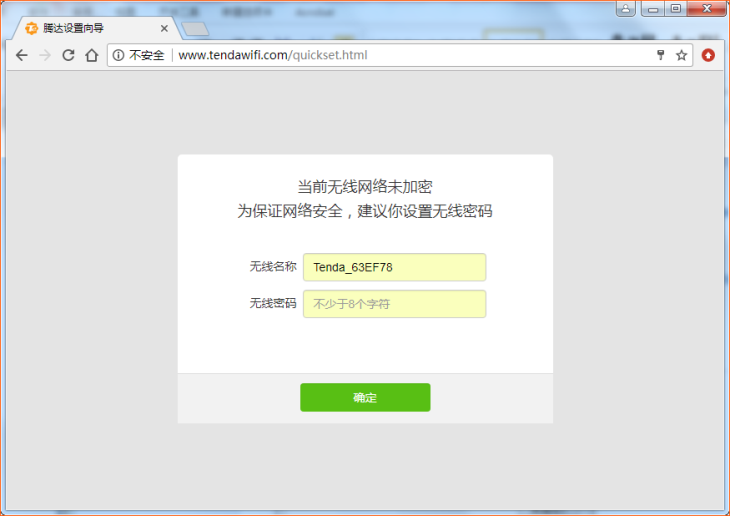 腾达设置向导
不安全 www.tendawifi.com/quickset.html
当前无线网络未加密
为保证网络安全，建议你设置无线密码
无线名称 Tenda_63EF78
无线密码 不少于8个字符
确定